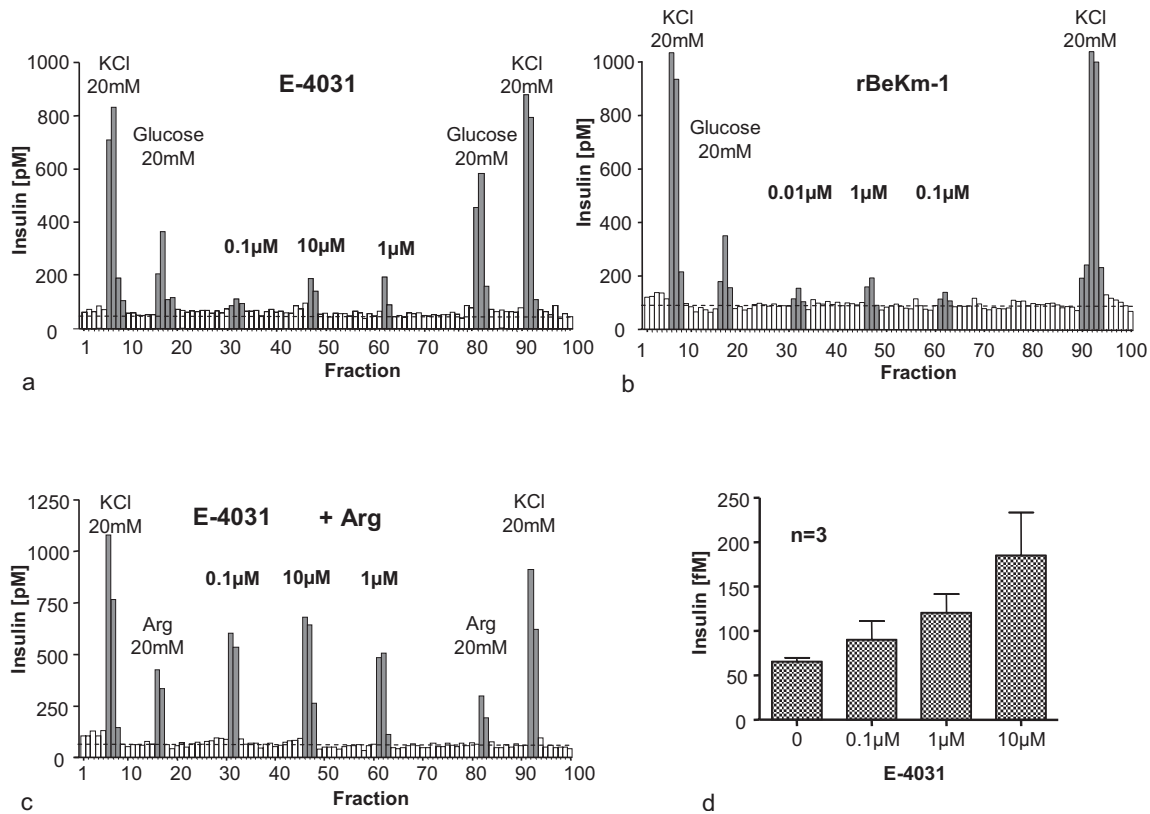 KCl
20mM
E-4031
KCl
20mM
Glucose
20mM
Glucose
20mM
0.1µM
10µM
1µM
Insulin [pM]
1000
800
600
400
200
0
1 10 20 30 40 50 60 70 80 90 100
Fraction
a
KCl
20mM
KCl
20mM
rBeKm-1
Glucose
20mM
0.01µM
1µM
0.1µM
Insulin [pM]
1000
800
600
400
200
0
1 10 20 30 40 50 60 70 80 90 100
Fraction
b
KCl
20mM
E-4031 + Arg
KCl
20mM
0.1µM
10µM
1µM
Arg
20mM
Arg
20mM
Insulin [pM]
1250
1000
750
500
250
0
1 10 20 30 40 50 60 70 80 90 100
Fraction
c
n=3
Insulin [fM]
250
200
150
100
50
0
0 0.1µM 1µM 10µM
E-4031
d